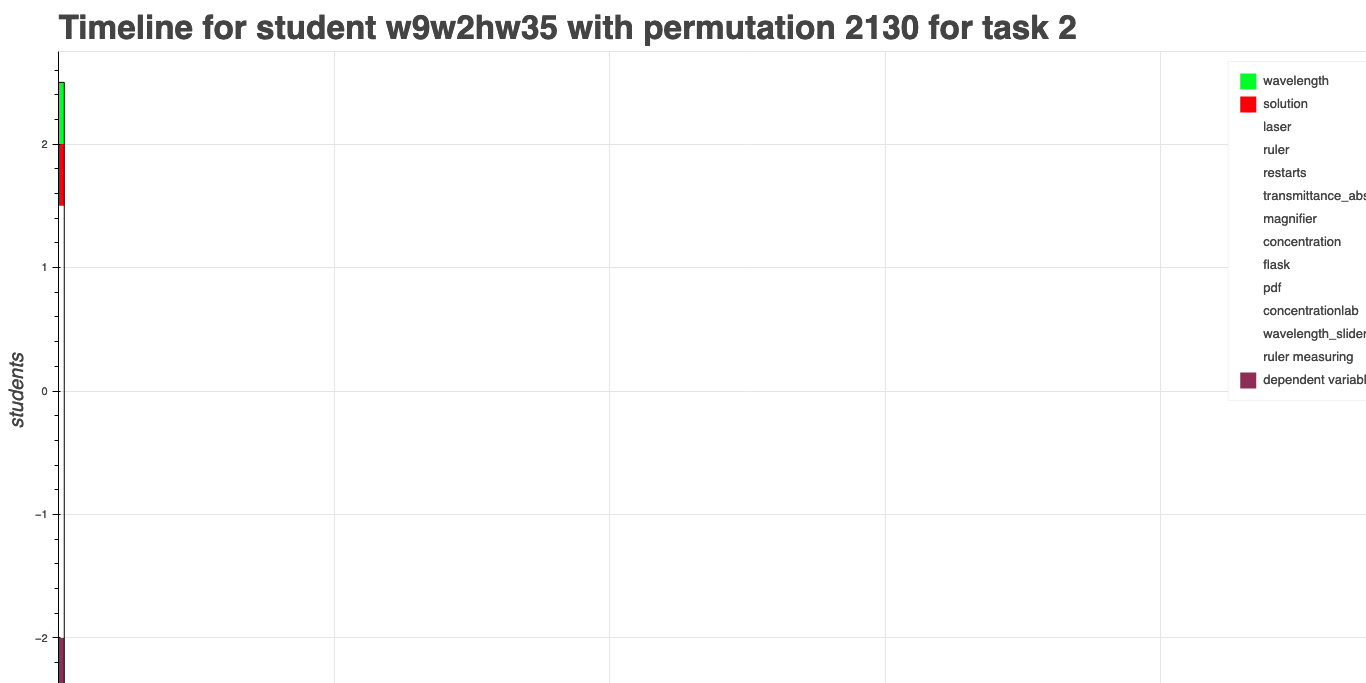 Timeline for student w9w2hw35 with permutation 2130 for task 2
wavelength
solution
laser
ruler
restarts
transmittance_abs
magnifier
concentration
flask
pdf
concentrationlab
wavelength_slider
ruler measuring
dependent variabl
students
2
1
0
−1
−2